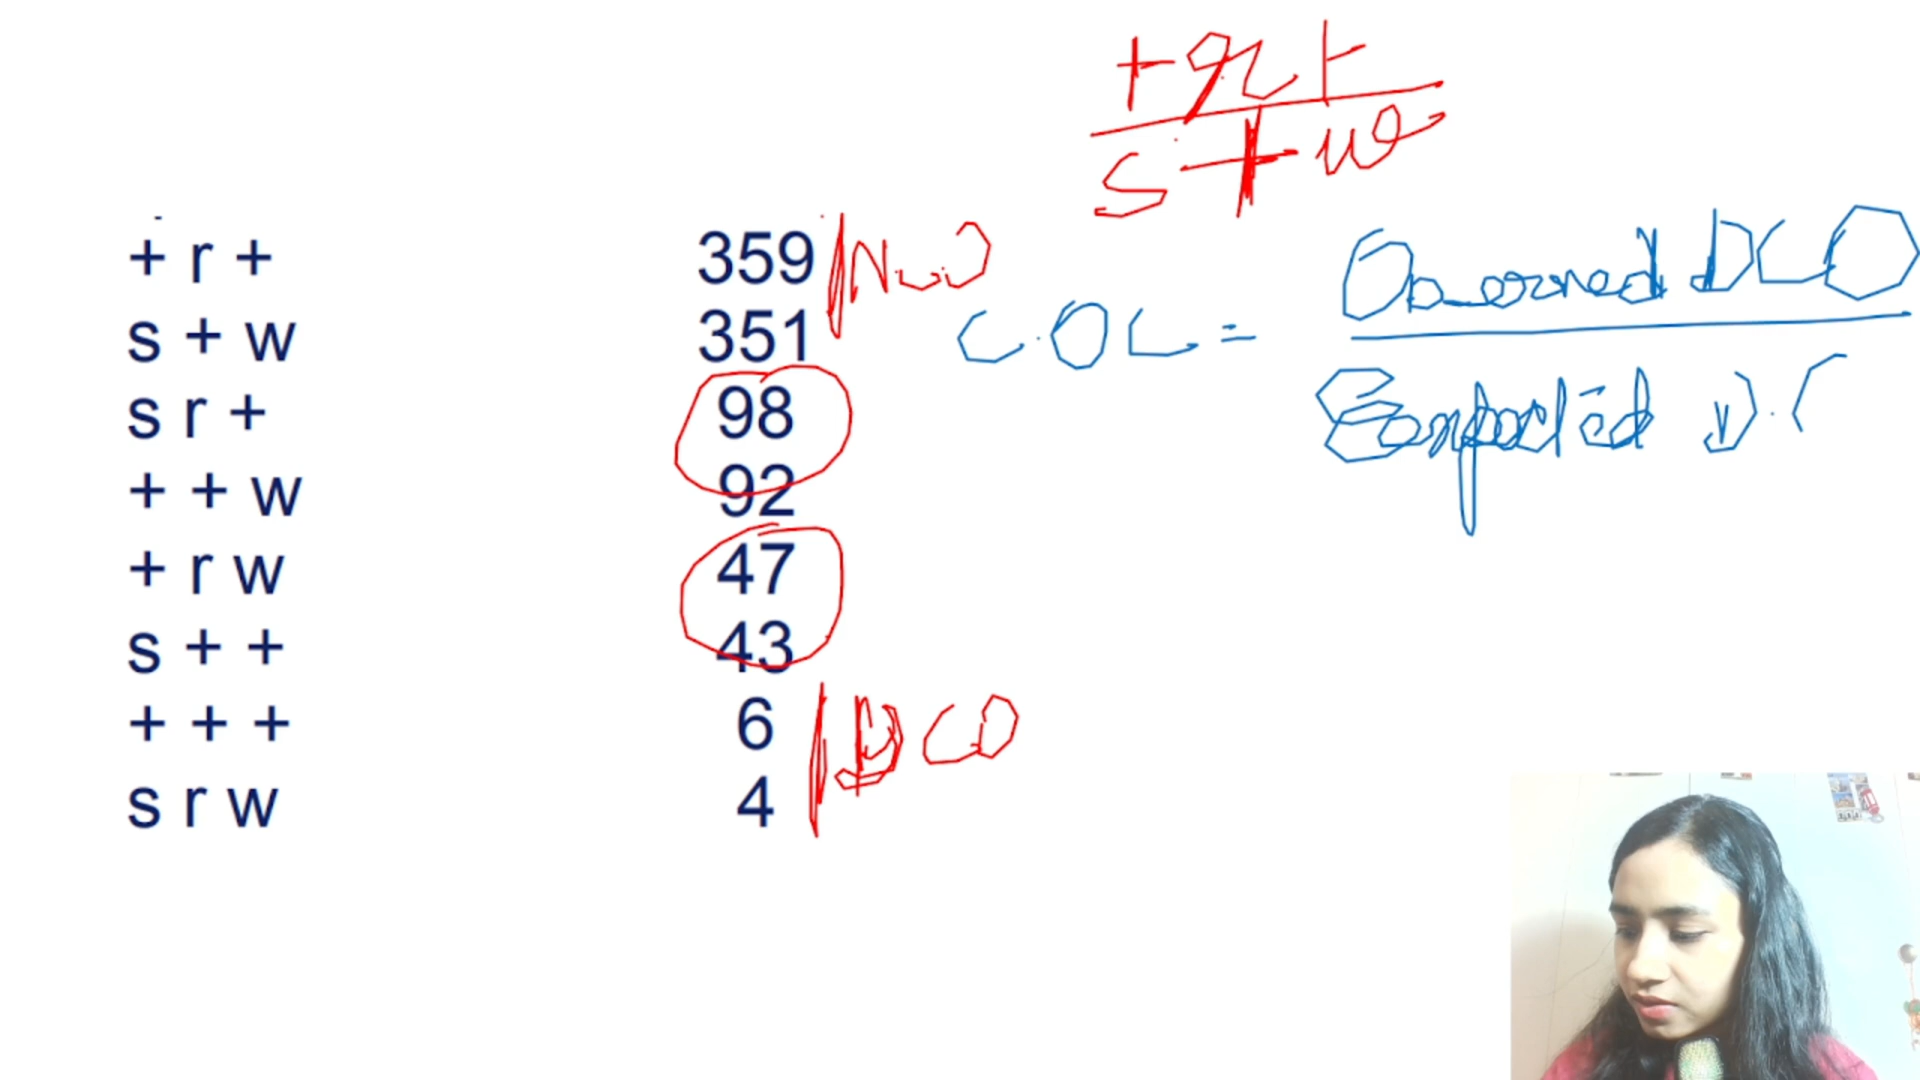 + r +
s + w
+ r + 359 NCO
s + w 351
C.O.C =
Observed DCO
Expected D.C
s r + 98
+ + w 92
+ r w 47
s + + 43
+ + + 6 DCO
s r w 4